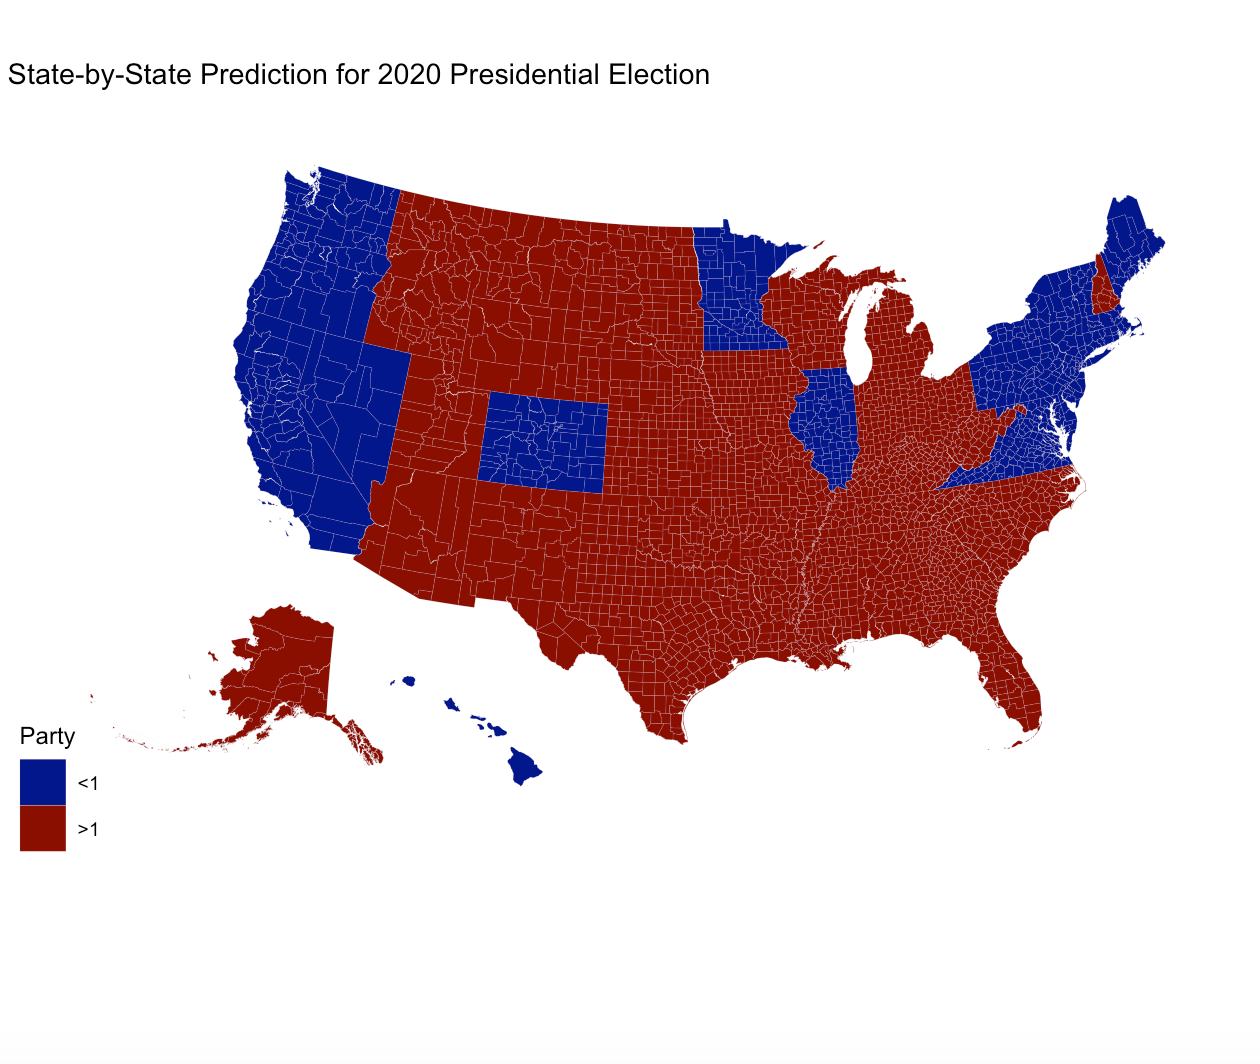 State-by-State Prediction for 2020 Presidential Election
Party
<1
>1